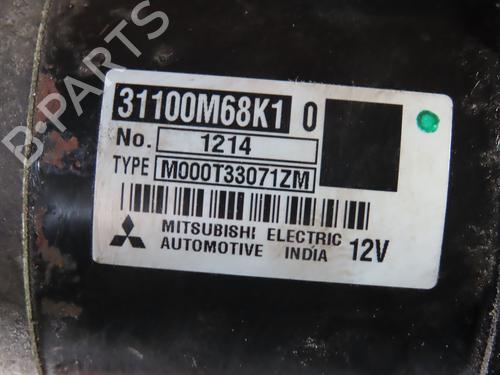 B-PARTS
31100M68K1 0
No. 1214
TYPE M000T33071ZM
MITSUBISHI ELECTRIC
AUTOMOTIVE INDIA 12V